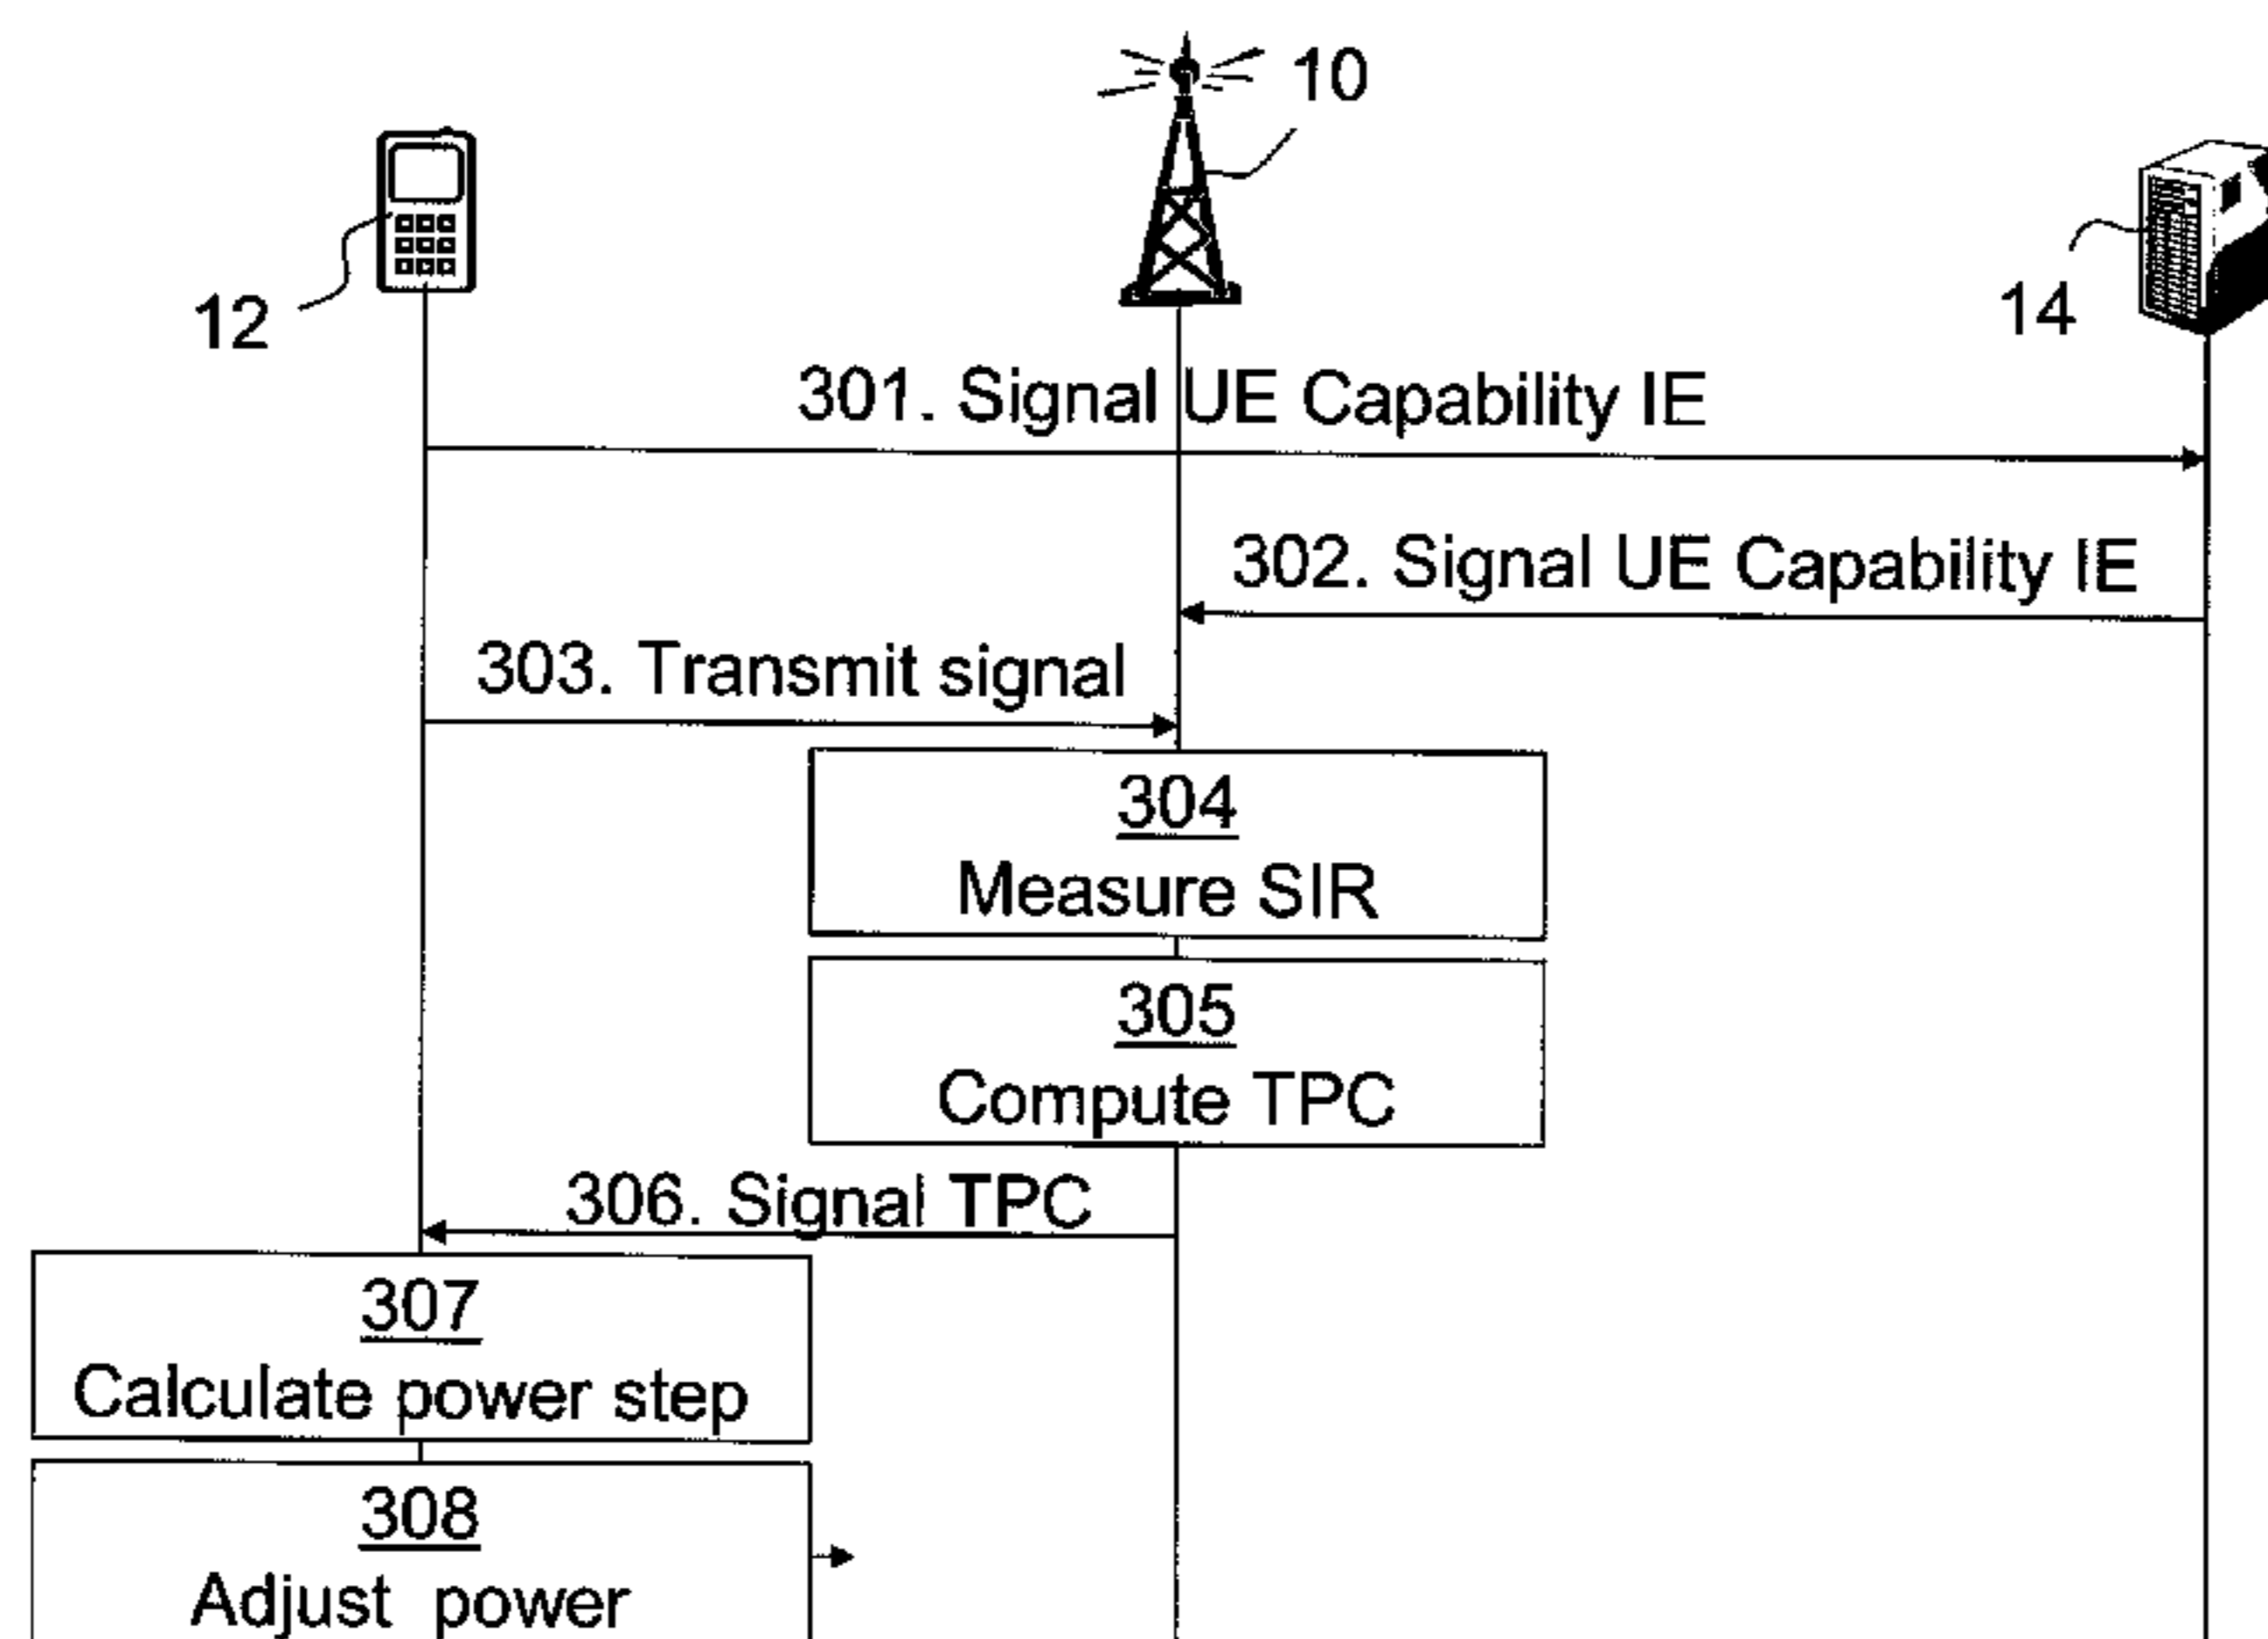 10
12
14
301. Signal UE Capability IE
302. Signal UE Capability IE
303. Transmit signal
304
Measure SIR
305
Compute TPC
306. Signal TPC
307
Calculate power step
308
Adjust power